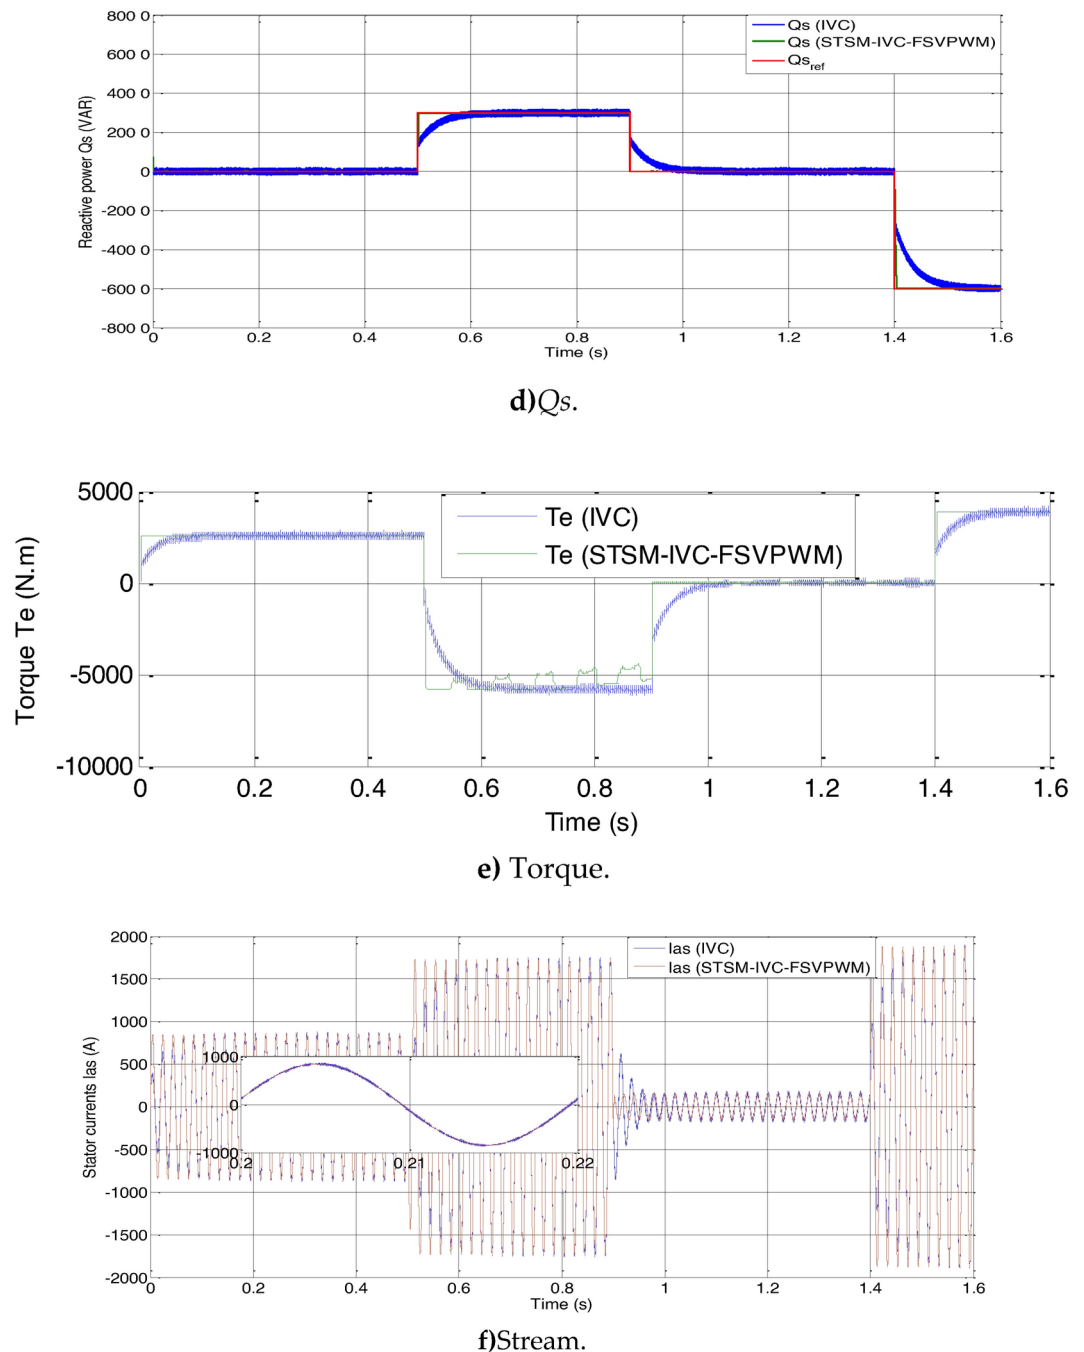 800 0
600 0
400 0
200 0
0
-200 0
-400 0
-600 0
-800 0
Reactive power Qs (VAR)
Qs (IVC)
Qs (STSM-IVC-FSVPWM)
Qsref
0 0.2 0.4 0.6 0.8 1 1.2 1.4 1.6
Time (s)
d)Qs.
5000
0
-5000
-10000
Torque Te (N.m)
Te (IVC)
Te (STSM-IVC-FSVPWM)
0 0.2 0.4 0.6 0.8 1 1.2 1.4 1.6
Time (s)
e) Torque.
2000
1500
1000
500
0
-500
-1000
-1500
-2000
Stator currents Ias (A)
Ias (IVC)
Ias (STSM-IVC-FSVPWM)
1000
0
-1000
0.2 0.21 0.22
0 0.2 0.4 0.6 0.8 1 1.2 1.4 1.6
Time (s)
f)Stream.